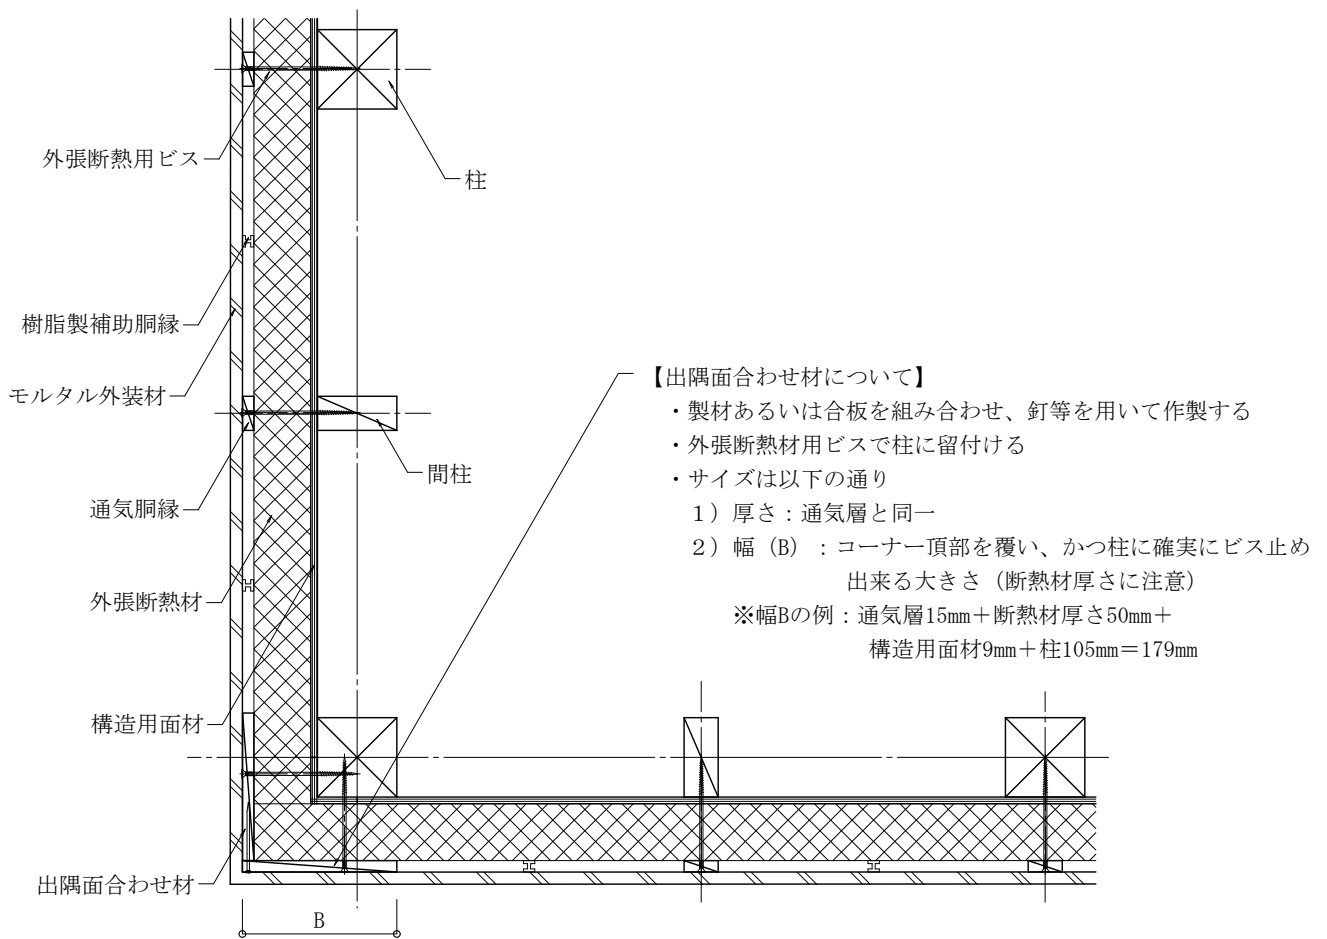 外張断熱用ビス
柱
樹脂製補助胴縁
モルタル外装材
【出隅面合わせ材について】
・製材あるいは合板を組み合わせ、釘等を用いて作製する
・外張断熱材用ビスで柱に留付ける
・サイズは以下の通り
1）厚さ：通気層と同一
2）幅（B）：コーナー頂部を覆い、かつ柱に確実にビス止め
出来る大きさ（断熱材厚さに注意）
※幅Bの例：通気層15mm＋断熱材厚さ50mm＋
構造用面材9mm＋柱105mm＝179mm
間柱
通気胴縁
外張断熱材
構造用面材
出隅面合わせ材
B